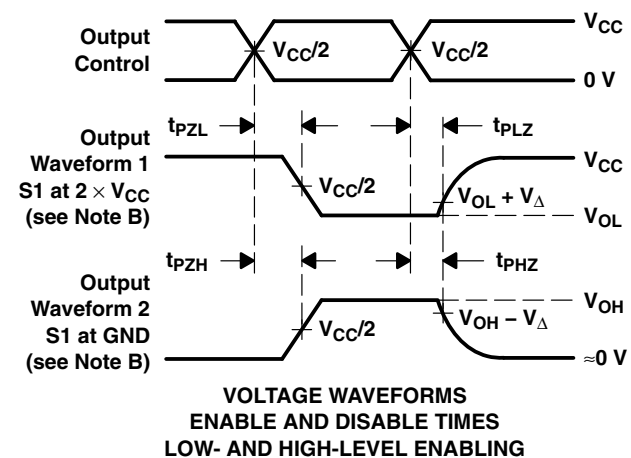 Output
Control
V_CC/2
V_CC/2
V_CC
0 V
t_PZL
t_PLZ
Output
Waveform 1
S1 at 2 × V_CC
(see Note B)
V_CC/2
V_CC
V_OL + V_Δ
V_OL
t_PZH
t_PHZ
Output
Waveform 2
S1 at GND
(see Note B)
V_CC/2
V_OH
V_OH − V_Δ
≈0 V
VOLTAGE WAVEFORMS
ENABLE AND DISABLE TIMES
LOW- AND HIGH-LEVEL ENABLING